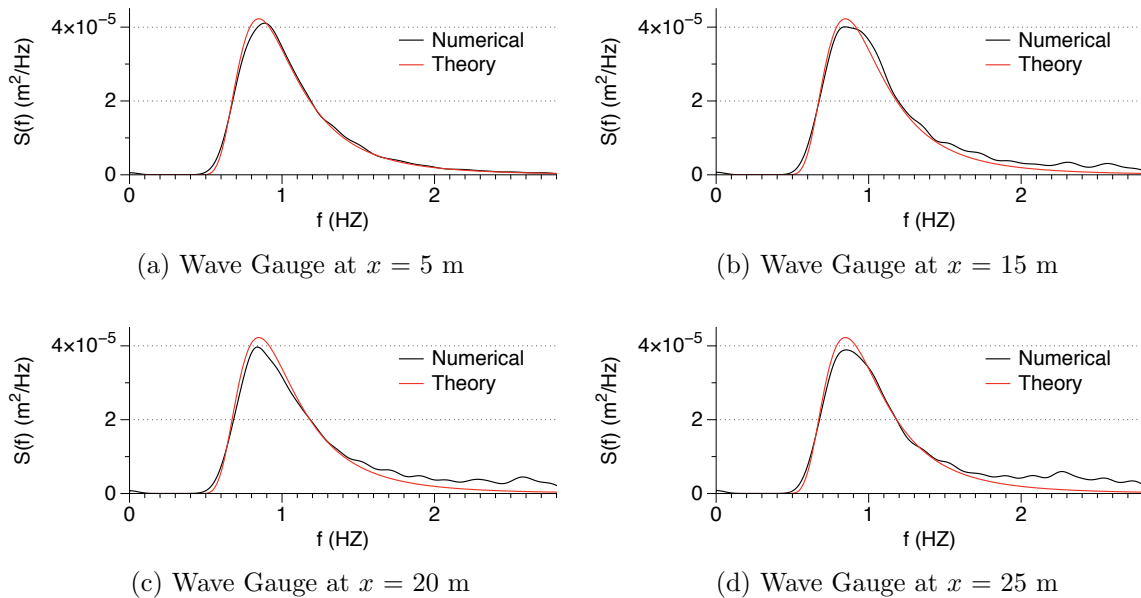 4×10⁻⁵
2
0
S(f) (m²/Hz)
Numerical
Theory
0 1 2
f (HZ)
(a) Wave Gauge at x = 5 m
4×10⁻⁵
2
0
S(f) (m²/Hz)
Numerical
Theory
0 1 2
f (HZ)
(b) Wave Gauge at x = 15 m
4×10⁻⁵
2
0
S(f) (m²/Hz)
Numerical
Theory
0 1 2
f (HZ)
(c) Wave Gauge at x = 20 m
4×10⁻⁵
2
0
S(f) (m²/Hz)
Numerical
Theory
0 1 2
f (HZ)
(d) Wave Gauge at x = 25 m